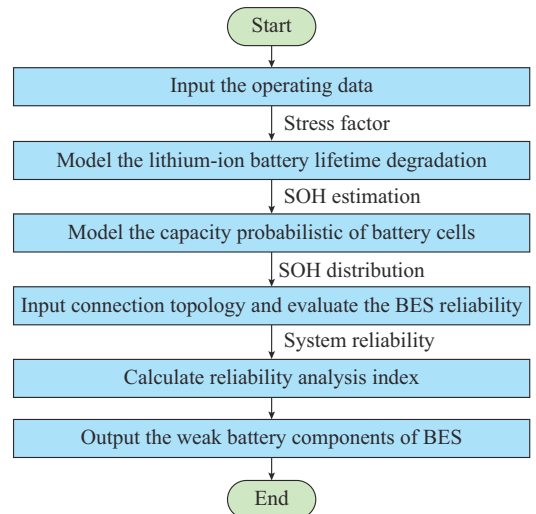 Start
Input the operating data
Stress factor
Model the lithium-ion battery lifetime degradation
SOH estimation
Model the capacity probabilistic of battery cells
SOH distribution
Input connection topology and evaluate the BES reliability
System reliability
Calculate reliability analysis index
Output the weak battery components of BES
End